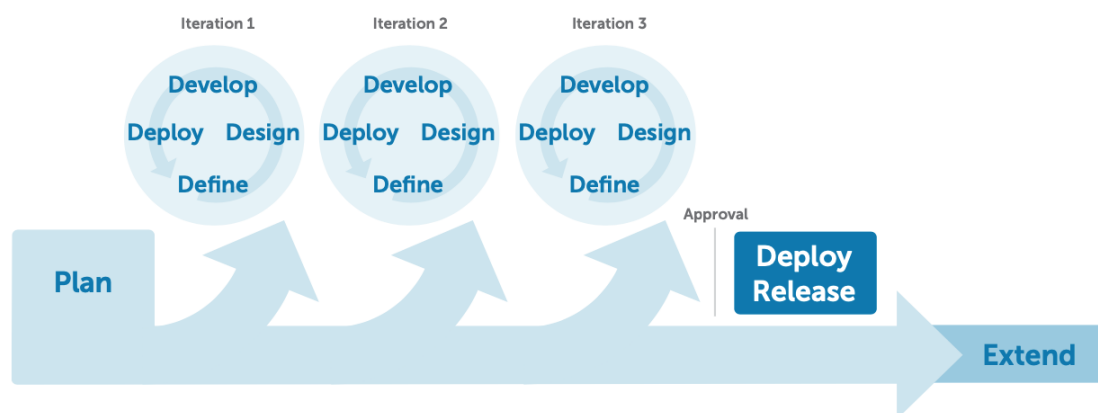 Iteration 1
Iteration 2
Iteration 3
Develop
Deploy Design
Define
Develop
Deploy Design
Define
Develop
Deploy Design
Define
Plan
Approval
Deploy
Release
Extend